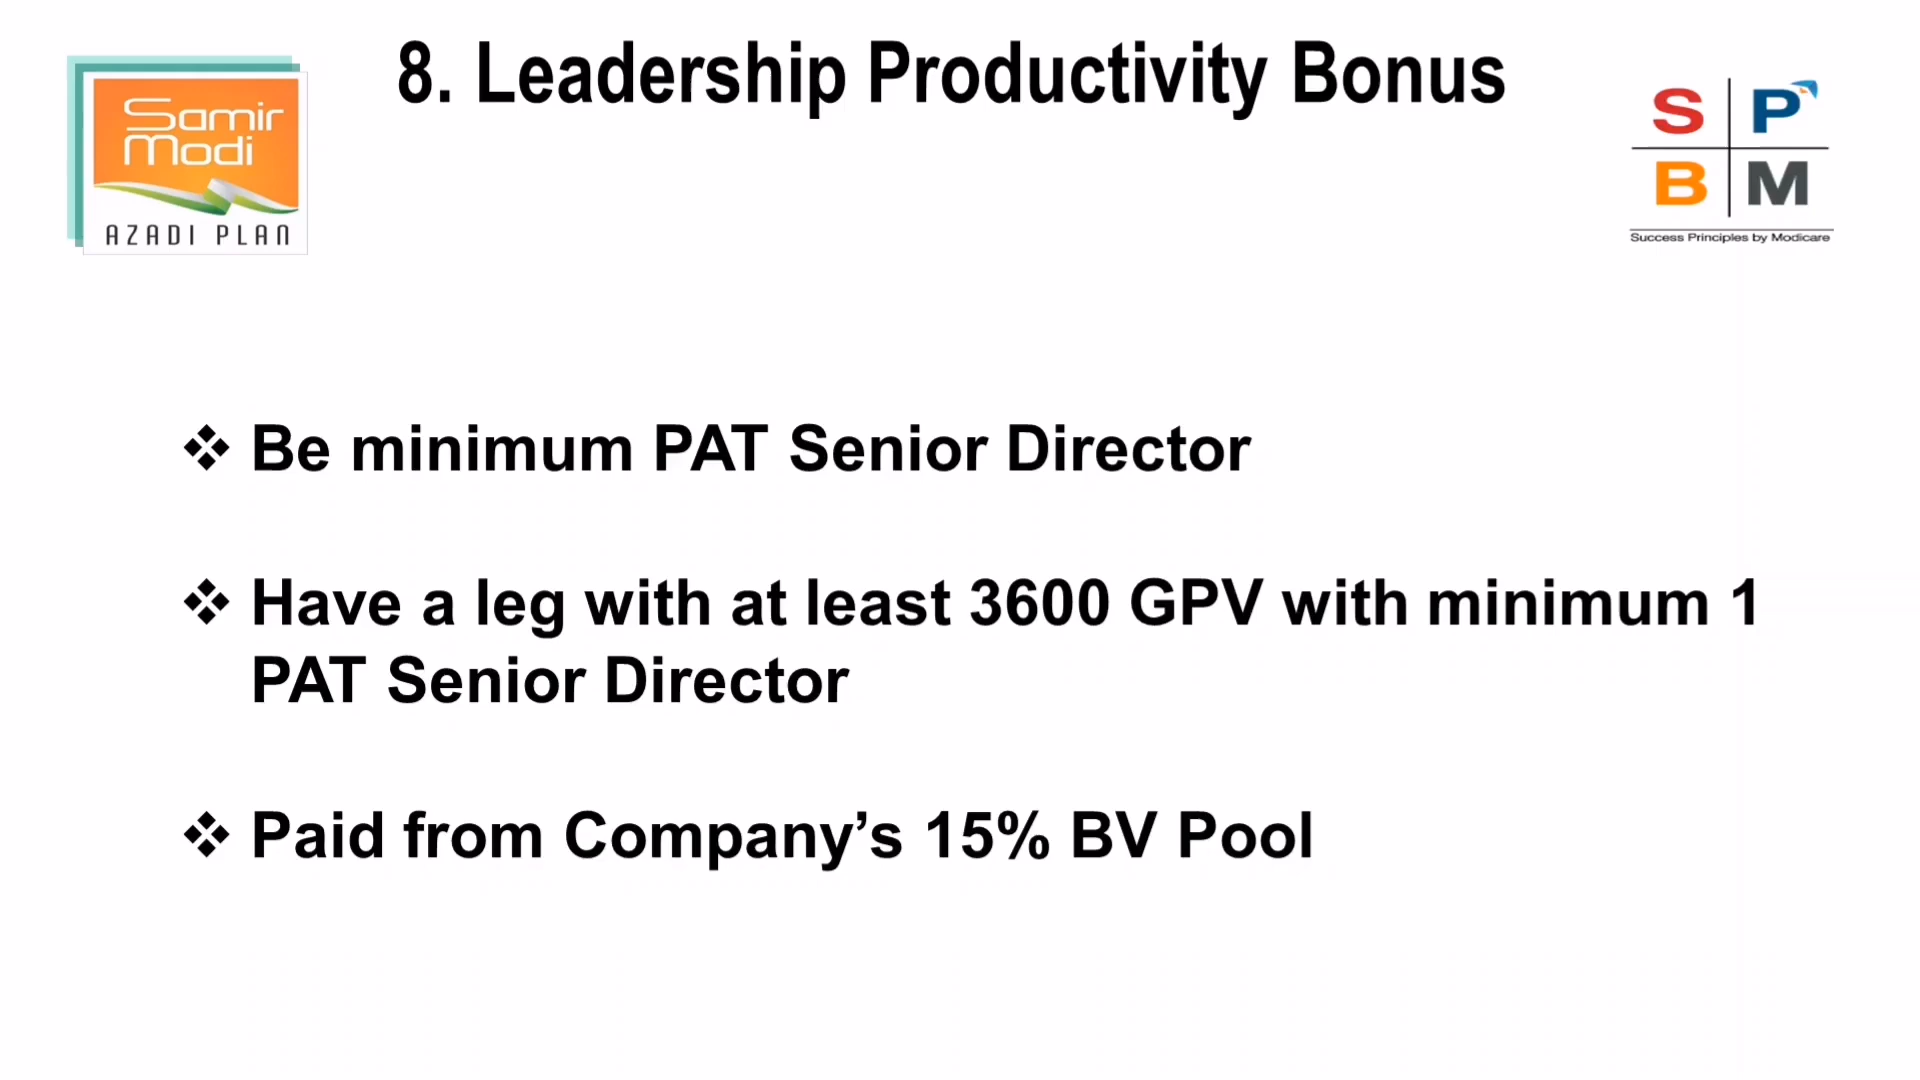 8. Leadership Productivity Bonus
Samir
Modi
AZADI PLAN
S P
B M
Success Principles by Modicare
❖ Be minimum PAT Senior Director
❖ Have a leg with at least 3600 GPV with minimum 1
PAT Senior Director
❖ Paid from Company’s 15% BV Pool